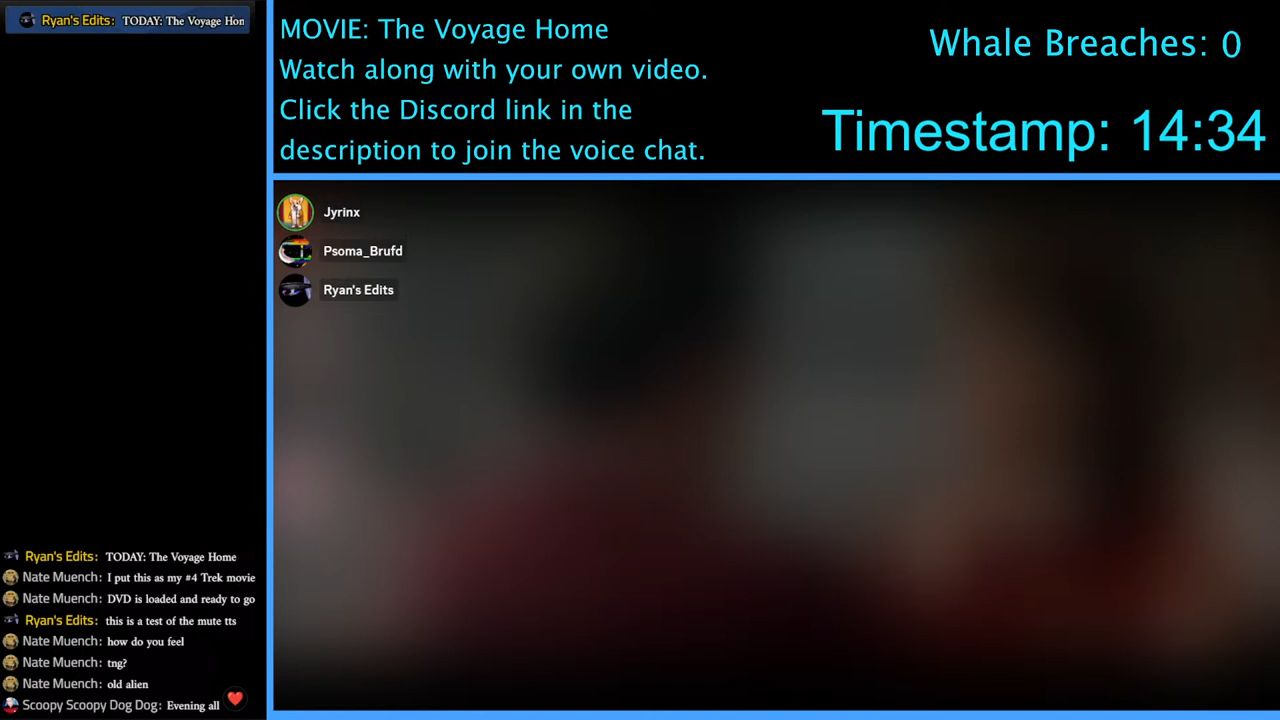 Ryan's Edits: TODAY: The Voyage Hon
MOVIE: The Voyage Home
Watch along with your own video.
Click the Discord link in the
description to join the voice chat.
Whale Breaches: 0
Timestamp: 14:34
Jyrinx
Psoma_Brufd
Ryan's Edits
Ryan's Edits: TODAY: The Voyage Home
Nate Muench: I put this as my #4 Trek movie
Nate Muench: DVD is loaded and ready to go
Ryan's Edits: this is a test of the mute tts
Nate Muench: how do you feel
Nate Muench: tng?
Nate Muench: old alien
Scoopy Scoopy Dog Dog: Evening all